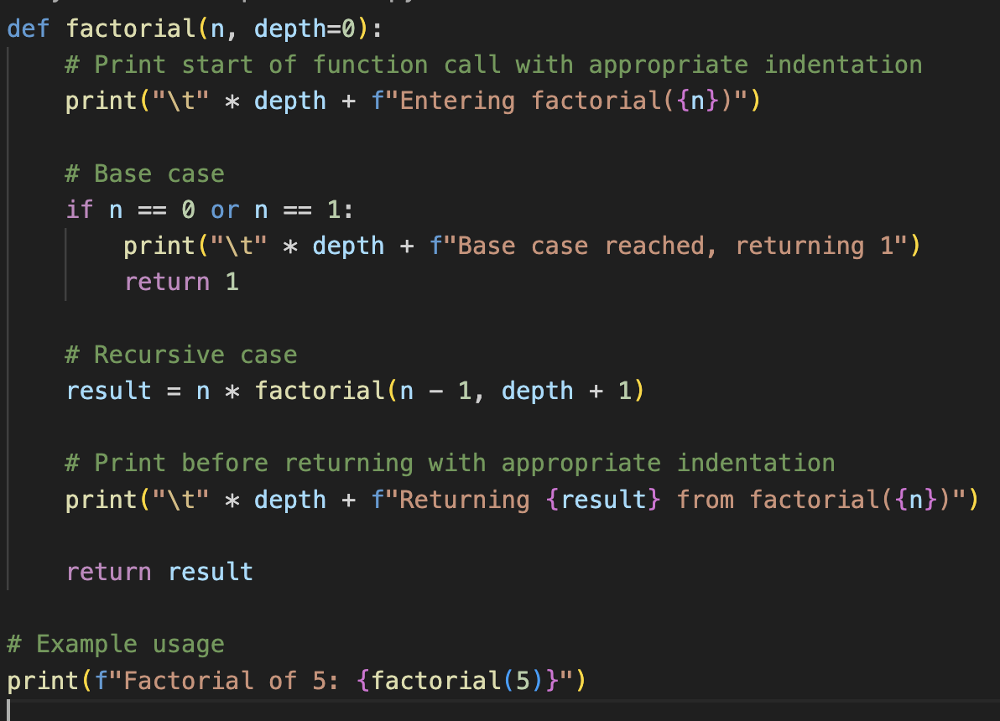 def factorial(n, depth=0):
    # Print start of function call with appropriate indentation
    print("\t" * depth + f"Entering factorial({n})")

    # Base case
    if n == 0 or n == 1:
        print("\t" * depth + f"Base case reached, returning 1")
        return 1

    # Recursive case
    result = n * factorial(n - 1, depth + 1)

    # Print before returning with appropriate indentation
    print("\t" * depth + f"Returning {result} from factorial({n})")

    return result

# Example usage
print(f"Factorial of 5: {factorial(5)}")